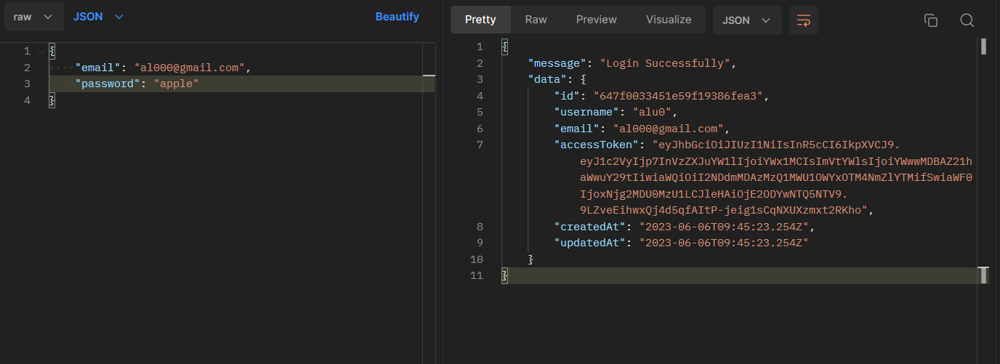 raw JSON Beautify
1 {
2 "email": "al000@gmail.com",
3 "password": "apple"
4 }
Pretty Raw Preview Visualize JSON
1 {
2 "message": "Login Successfully",
3 "data": {
4 "id": "647f0033451e59f19386fea3",
5 "username": "alu0",
6 "email": "al000@gmail.com",
7 "accessToken": "eyJhbGciOiJIUzI1NiIsInR5cCI6IkpXVCJ9.
eyJ1c2VyIjp7InVzZXJuYW1lIjoiYWx1MCIsImVtYWlsIjoiYWwwMDBAZ21h
aWwuY29tIiwiaWQiOiI2NDdmMDAzMzQ1MWU1OWYxOTM4NmZlYTMifSwiaWF0
IjoxNjg2MDU0MzU1LCJleHAiOjE2ODYwNTQ5NTV9.
9LZveEihwxQj4d5qfAItP-jeig1sCqNXUXzmxt2RKho",
8 "createdAt": "2023-06-06T09:45:23.254Z",
9 "updatedAt": "2023-06-06T09:45:23.254Z"
10 }
11 }